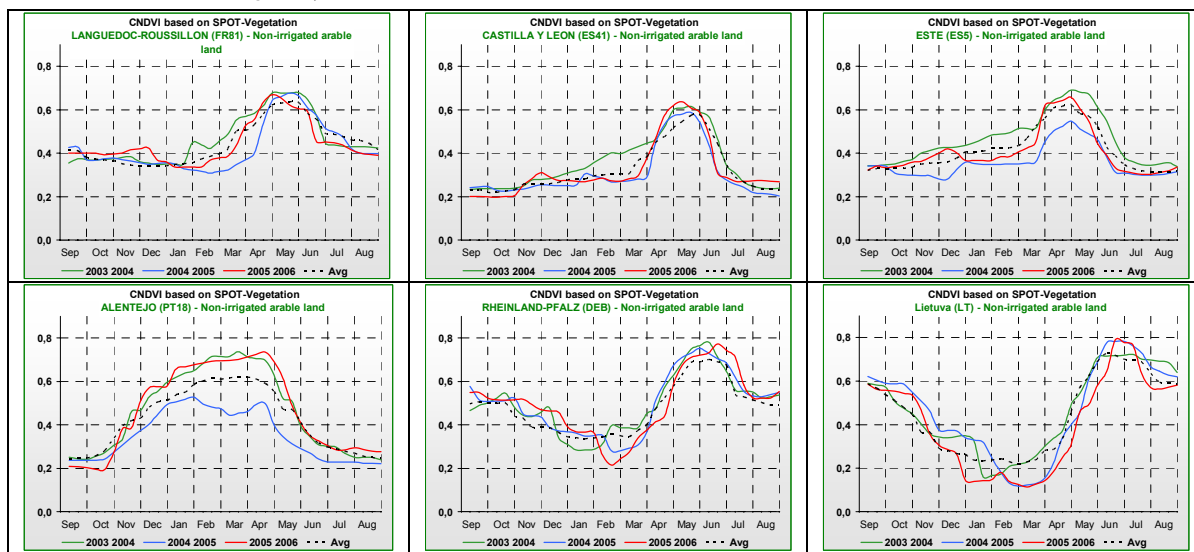 CNDVI based on SPOT-Vegetation
LANGUEDOC-ROUSSILLON (FR81) - Non-irrigated arable
land
0,8
0,6
0,4
0,2
0,0
Sep Oct Nov Dec Jan Feb Mar Apr May Jun Jul Aug
2003 2004 2004 2005 2005 2006 Avg
CNDVI based on SPOT-Vegetation
CASTILLA Y LEON (ES41) - Non-irrigated arable land
0,8
0,6
0,4
0,2
0,0
Sep Oct Nov Dec Jan Feb Mar Apr May Jun Jul Aug
2003 2004 2004 2005 2005 2006 Avg
CNDVI based on SPOT-Vegetation
ESTE (ES5) - Non-irrigated arable land
0,8
0,6
0,4
0,2
0,0
Sep Oct Nov Dec Jan Feb Mar Apr May Jun Jul Aug
2003 2004 2004 2005 2005 2006 Avg
CNDVI based on SPOT-Vegetation
ALENTEJO (PT18) - Non-irrigated arable land
0,8
0,6
0,4
0,2
0,0
Sep Oct Nov Dec Jan Feb Mar Apr May Jun Jul Aug
2003 2004 2004 2005 2005 2006 Avg
CNDVI based on SPOT-Vegetation
RHEINLAND-PFALZ (DEB) - Non-irrigated arable land
0,8
0,6
0,4
0,2
0,0
Sep Oct Nov Dec Jan Feb Mar Apr May Jun Jul Aug
2003 2004 2004 2005 2005 2006 Avg
CNDVI based on SPOT-Vegetation
Lietuva (LT) - Non-irrigated arable land
0,8
0,6
0,4
0,2
0,0
Sep Oct Nov Dec Jan Feb Mar Apr May Jun Jul Aug
2003 2004 2004 2005 2005 2006 Avg